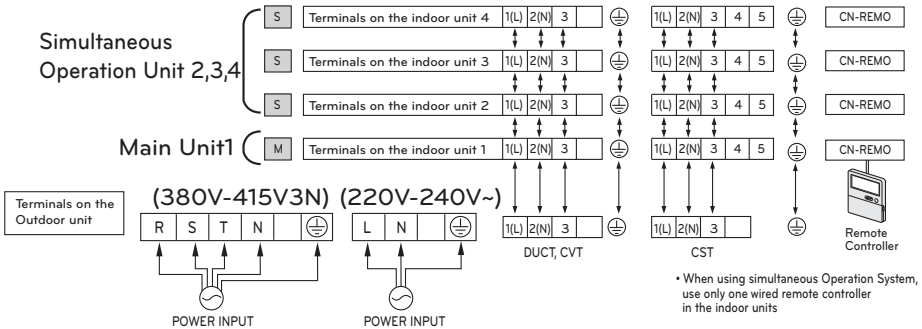 Simultaneous
Operation Unit 2,3,4
S Terminals on the indoor unit 4 1(L) 2(N) 3 1(L) 2(N) 3 4 5 CN-REMO
S Terminals on the indoor unit 3 1(L) 2(N) 3 1(L) 2(N) 3 4 5 CN-REMO
S Terminals on the indoor unit 2 1(L) 2(N) 3 1(L) 2(N) 3 4 5 CN-REMO
Main Unit1 M Terminals on the indoor unit 1 1(L) 2(N) 3 1(L) 2(N) 3 4 5 CN-REMO
Terminals on the
Outdoor unit
(380V-415V3N) (220V-240V~)
R S T N L N 1(L) 2(N) 3 1(L) 2(N) 3
DUCT, CVT CST
Remote
Controller
POWER INPUT POWER INPUT
• When using simultaneous Operation System,
use only one wired remote controller
in the indoor units